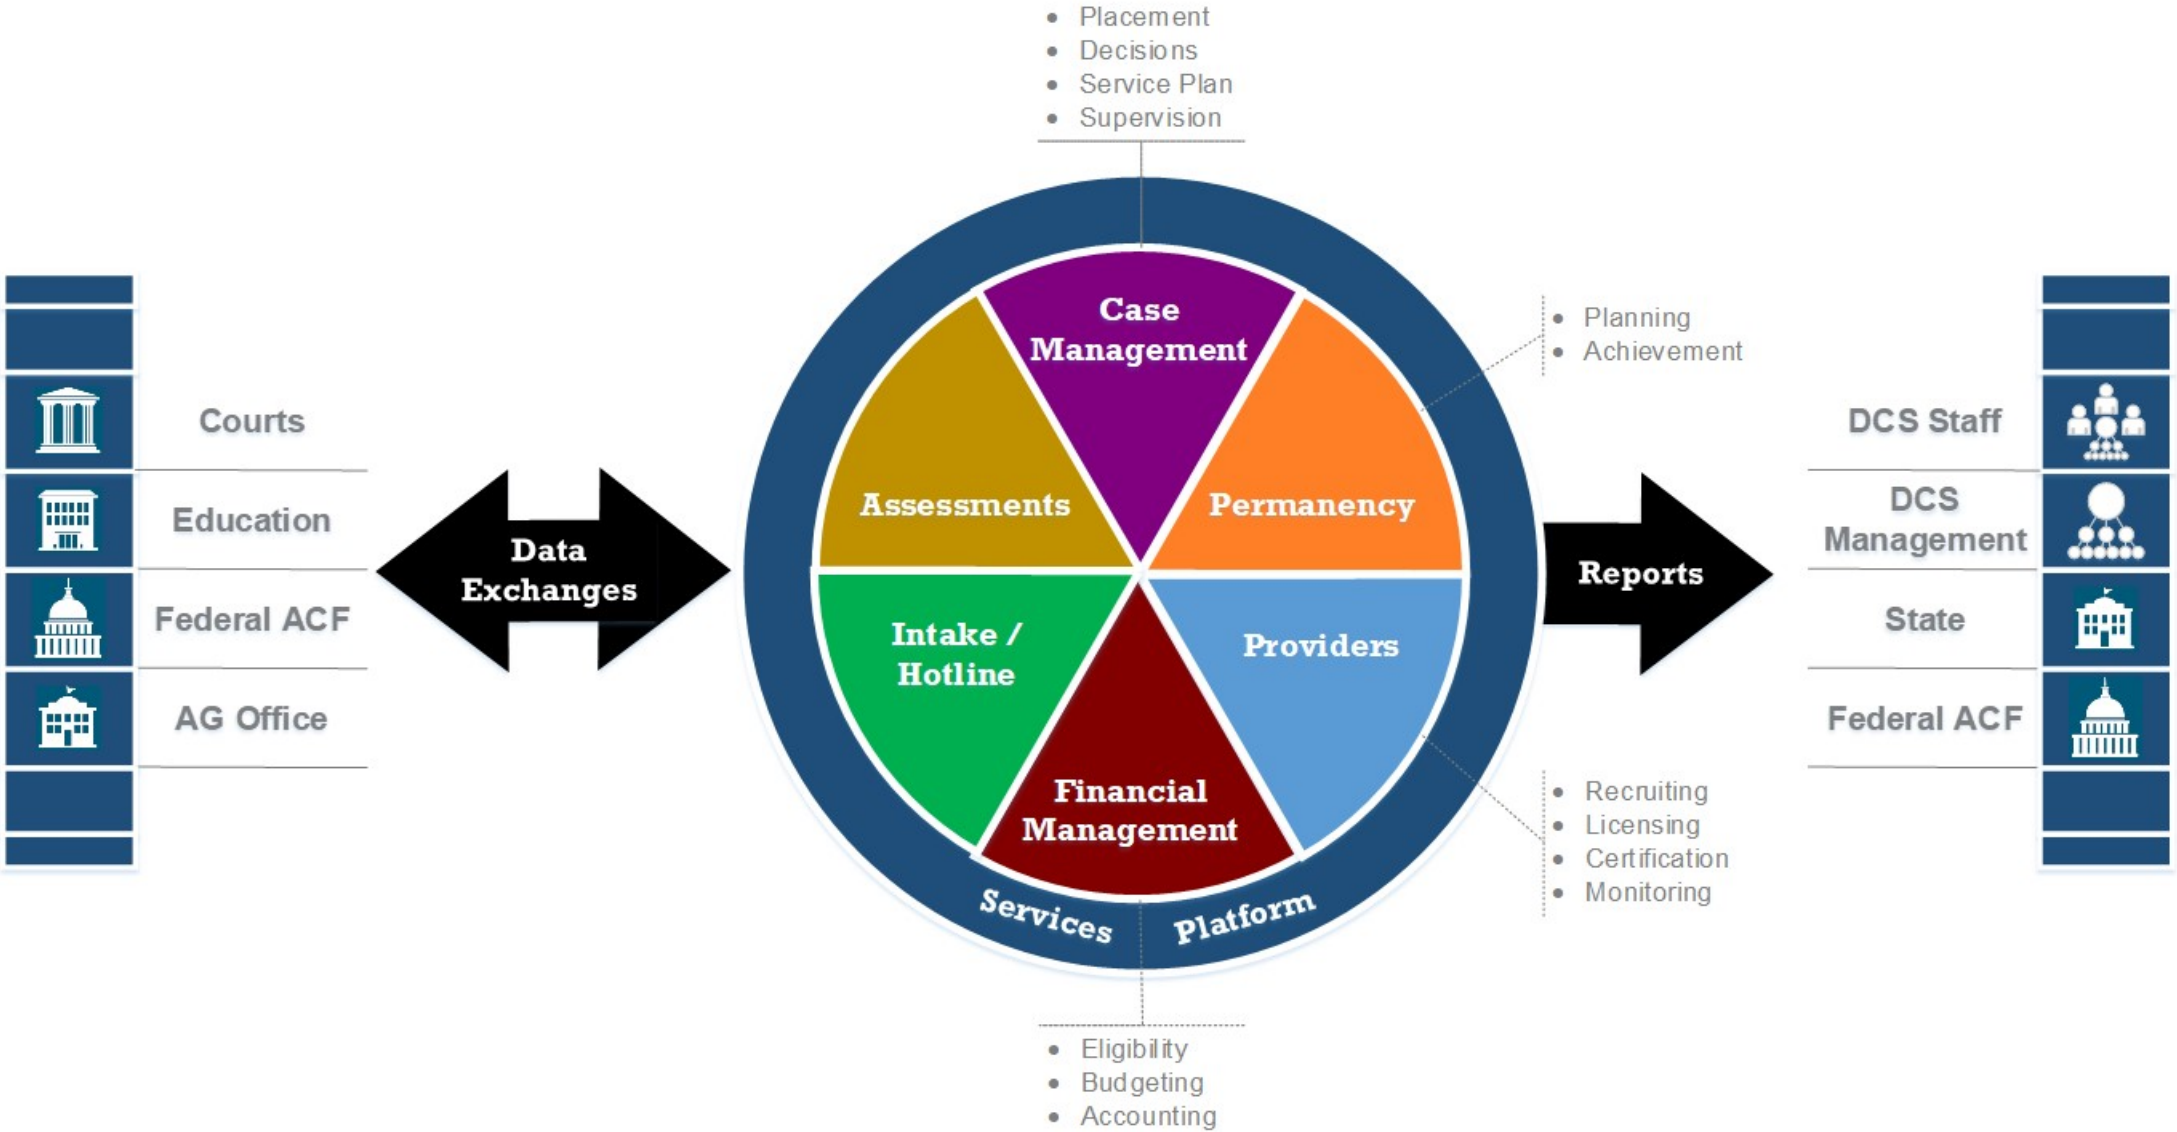 • Placement
• Decisions
• Service Plan
• Supervision
Courts
Education
Federal ACF
AG Office
Data
Exchanges
Case
Management
Assessments
Permanency
Intake /
Hotline
Providers
Financial
Management
Services Platform
• Planning
• Achievement
Reports
• Recruiting
• Licensing
• Certification
• Monitoring
DCS Staff
DCS
Management
State
Federal ACF
• Eligibility
• Budgeting
• Accounting